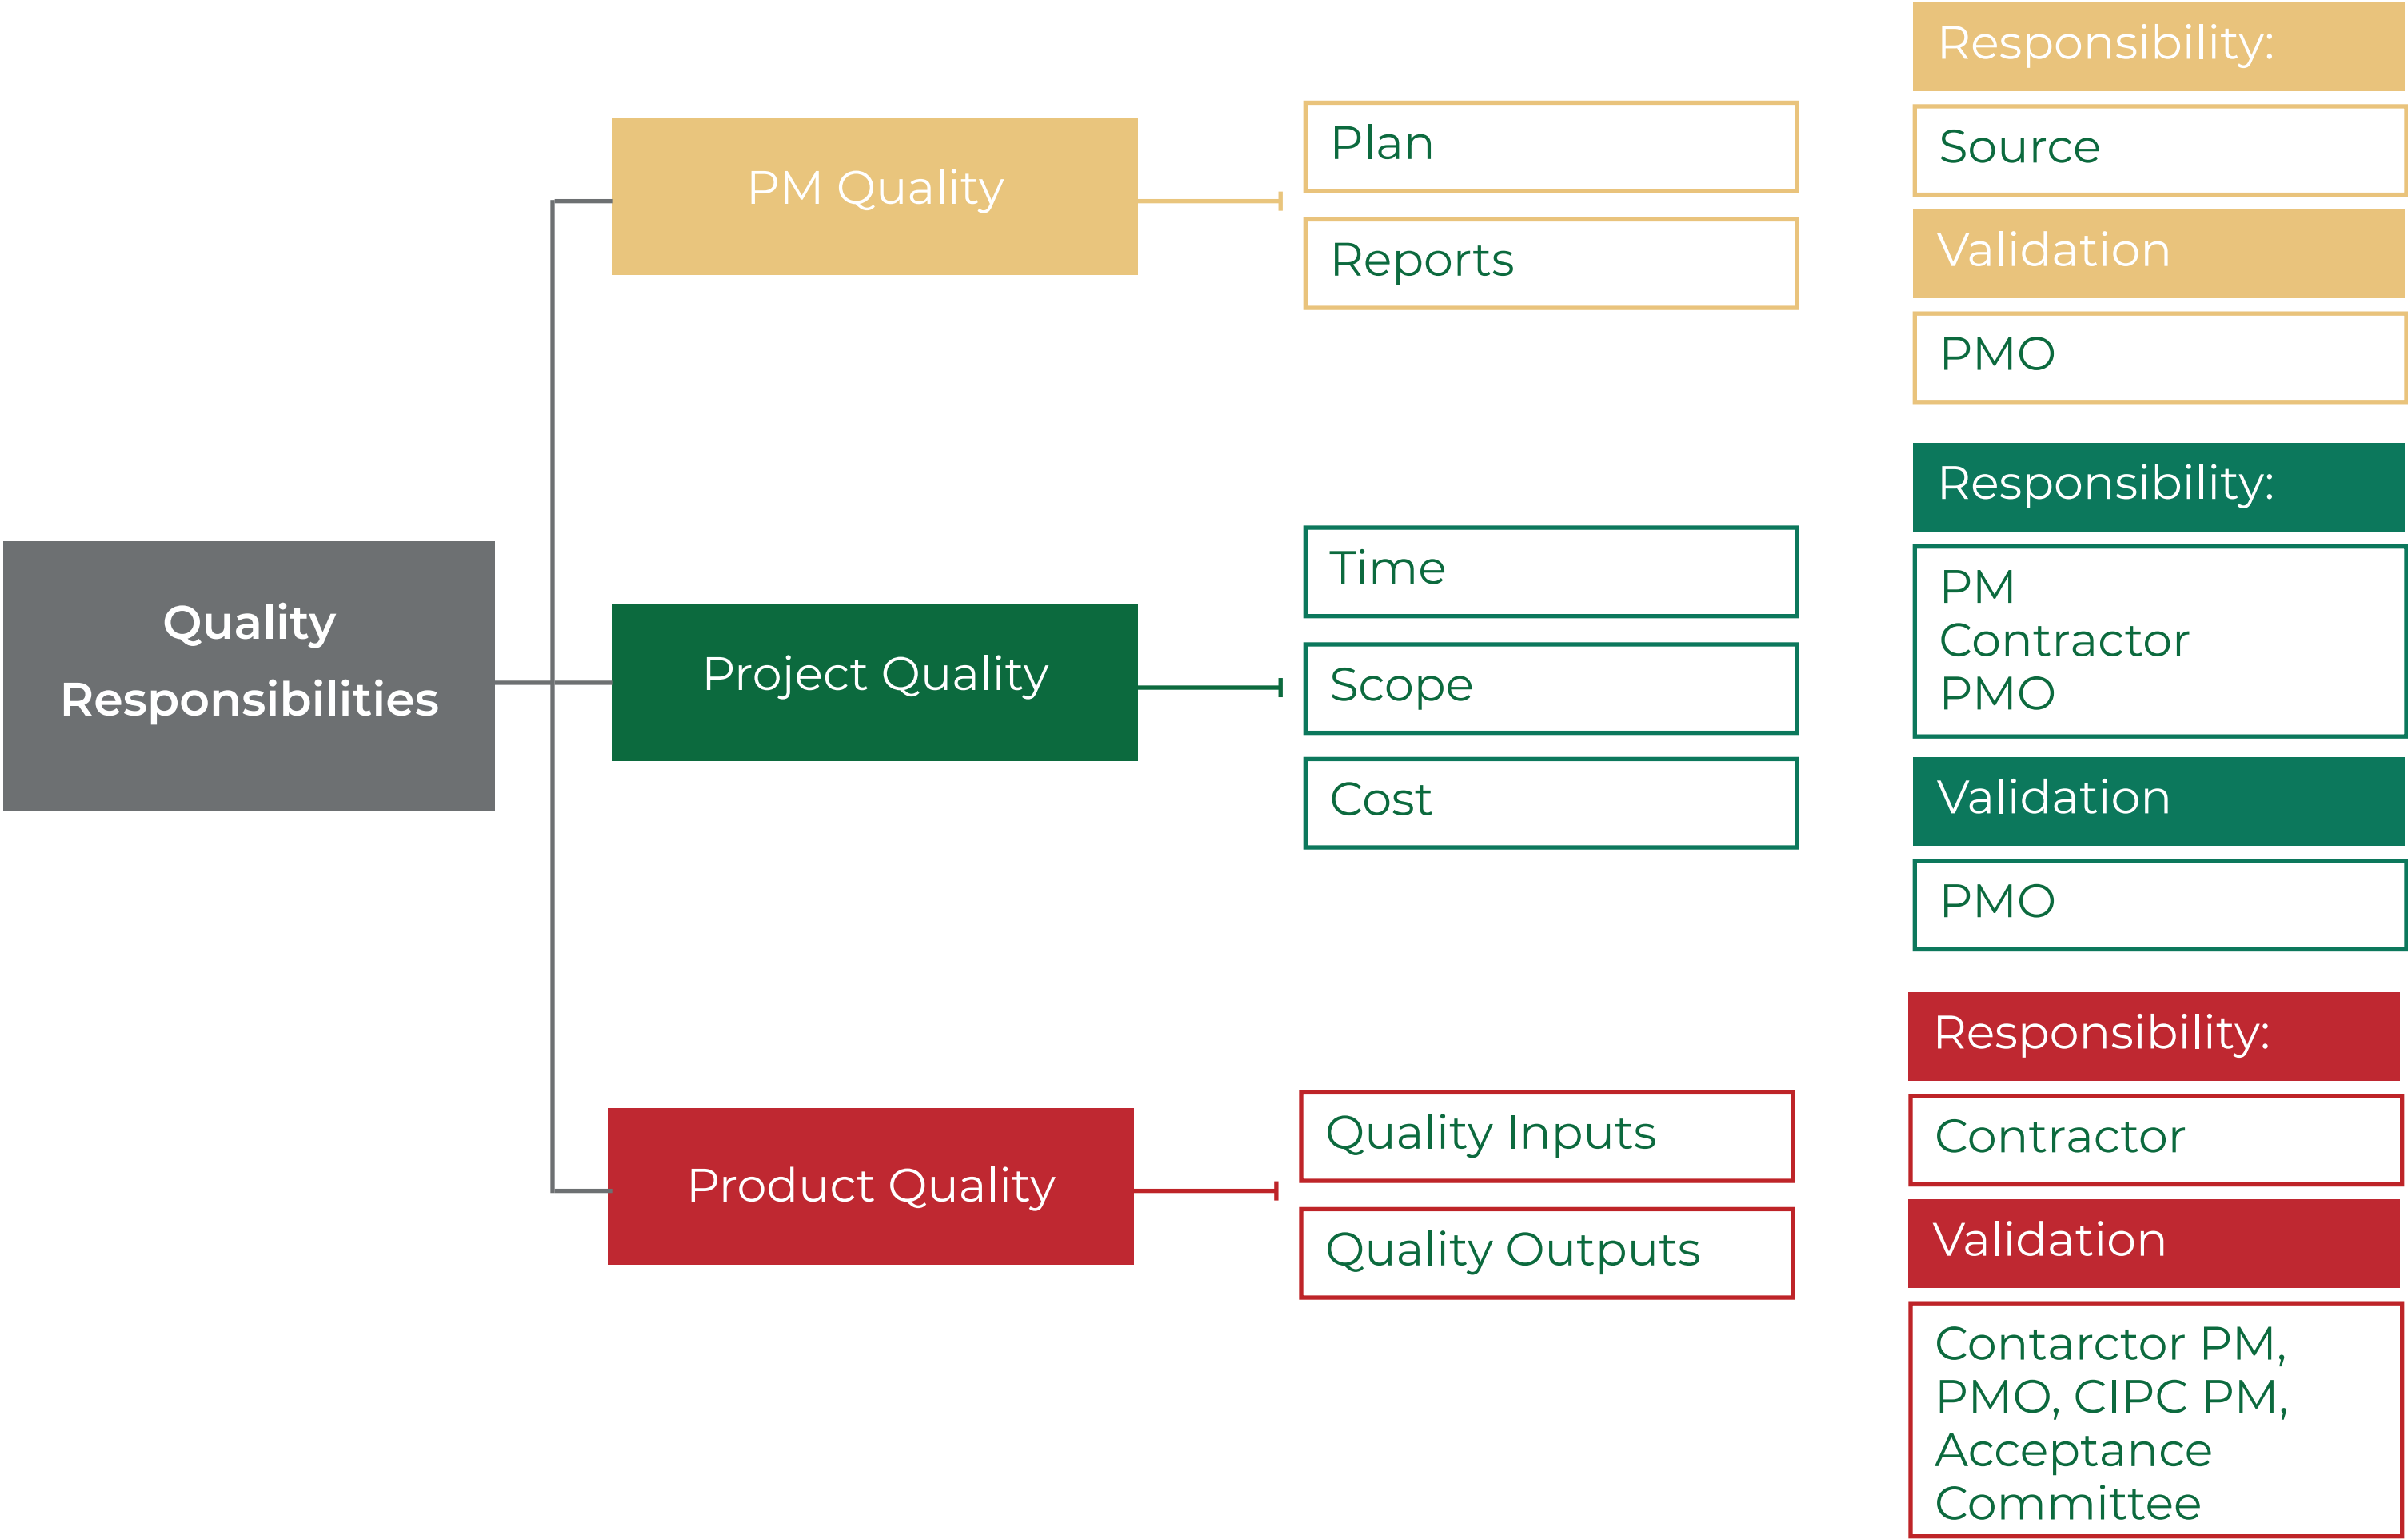 Quality
Responsibilities
PM Quality
Plan
Reports
Responsibility:
Source
Validation
PMO
Project Quality
Time
Scope
Cost
Responsibility:
PM
Contractor
PMO
Validation
PMO
Product Quality
Quality Inputs
Quality Outputs
Responsibility:
Contractor
Validation
Contarctor PM,
PMO, CIPC PM,
Acceptance
Committee